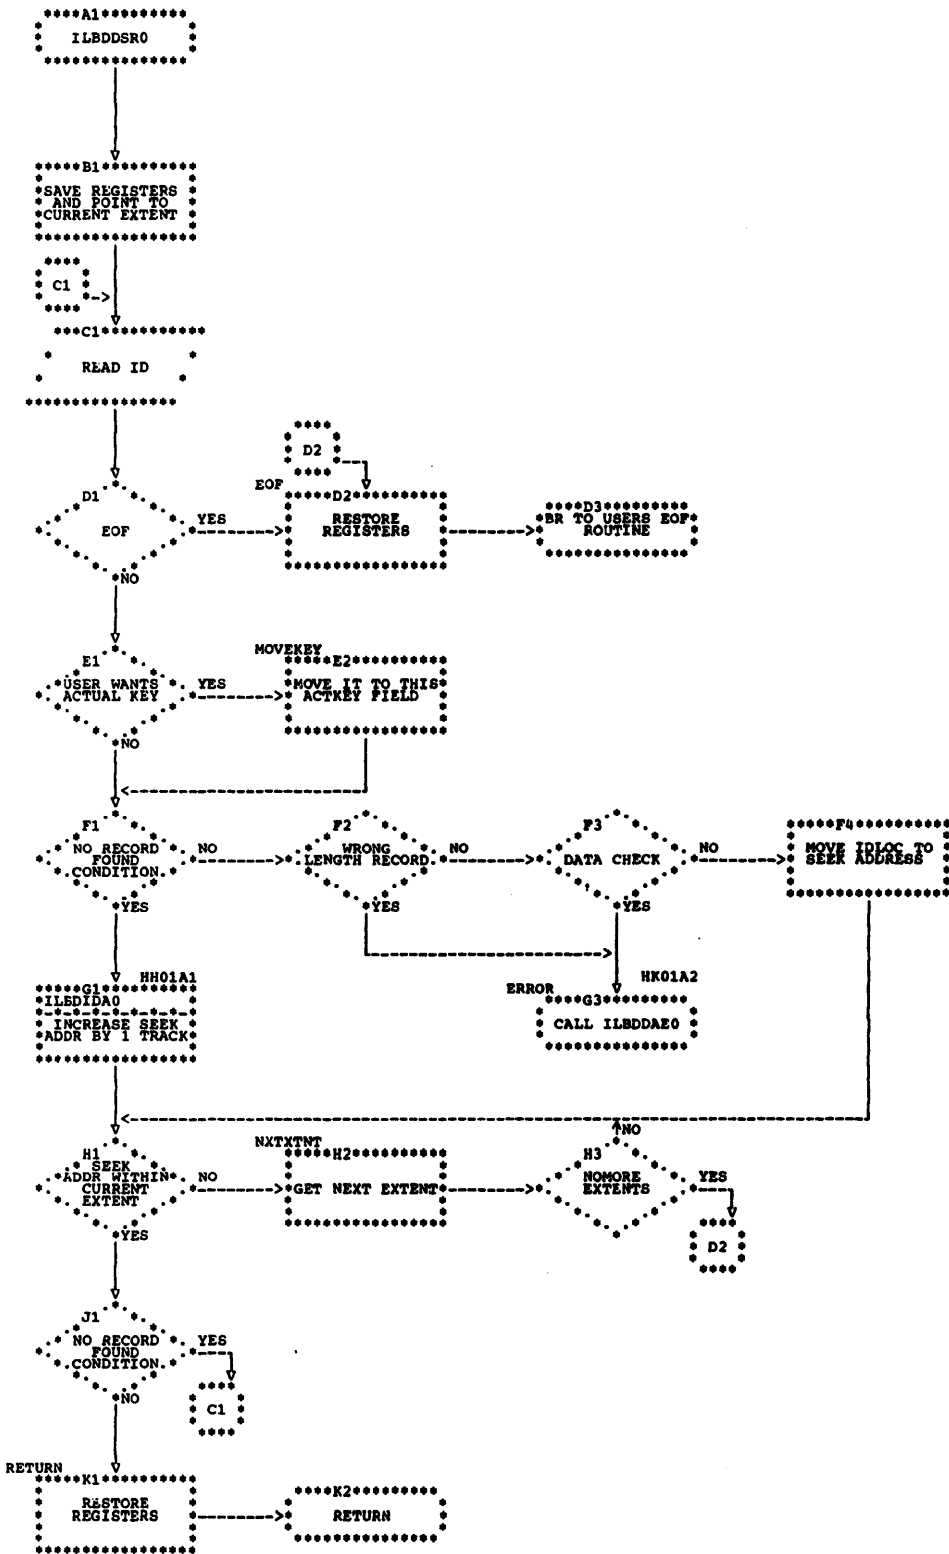 A1
ILBDDSR0
B1
SAVE REGISTERS
AND POINT TO
CURRENT EXTENT
C1
C1
READ ID
D2
D1
EOF
YES
NO
EOF
D2
RESTORE
REGISTERS
D3
BR TO USERS EOF
ROUTINE
E1
USER WANTS
ACTUAL KEY
YES
NO
MOVEKEY
E2
MOVE IT TO THIS
ACTKEY FIELD
F1
NO RECORD
FOUND
CONDITION
NO
YES
F2
WRONG
LENGTH RECORD
NO
YES
F3
DATA CHECK
NO
YES
F4
MOVE IDLOC TO
SEEK ADDRESS
HH01A1
G1
ILBDIDA0
INCREASE SEEK
ADDR BY 1 TRACK
ERROR
HK01A2
G3
CALL ILBDDAE0
H1
SEEK
ADDR WITHIN
CURRENT
EXTENT
NO
YES
NXTXTNT
H2
GET NEXT EXTENT
NO
H3
NOMORE
EXTENTS
YES
D2
J1
NO RECORD
FOUND
CONDITION
YES
NO
C1
RETURN
K1
RESTORE
REGISTERS
K2
RETURN